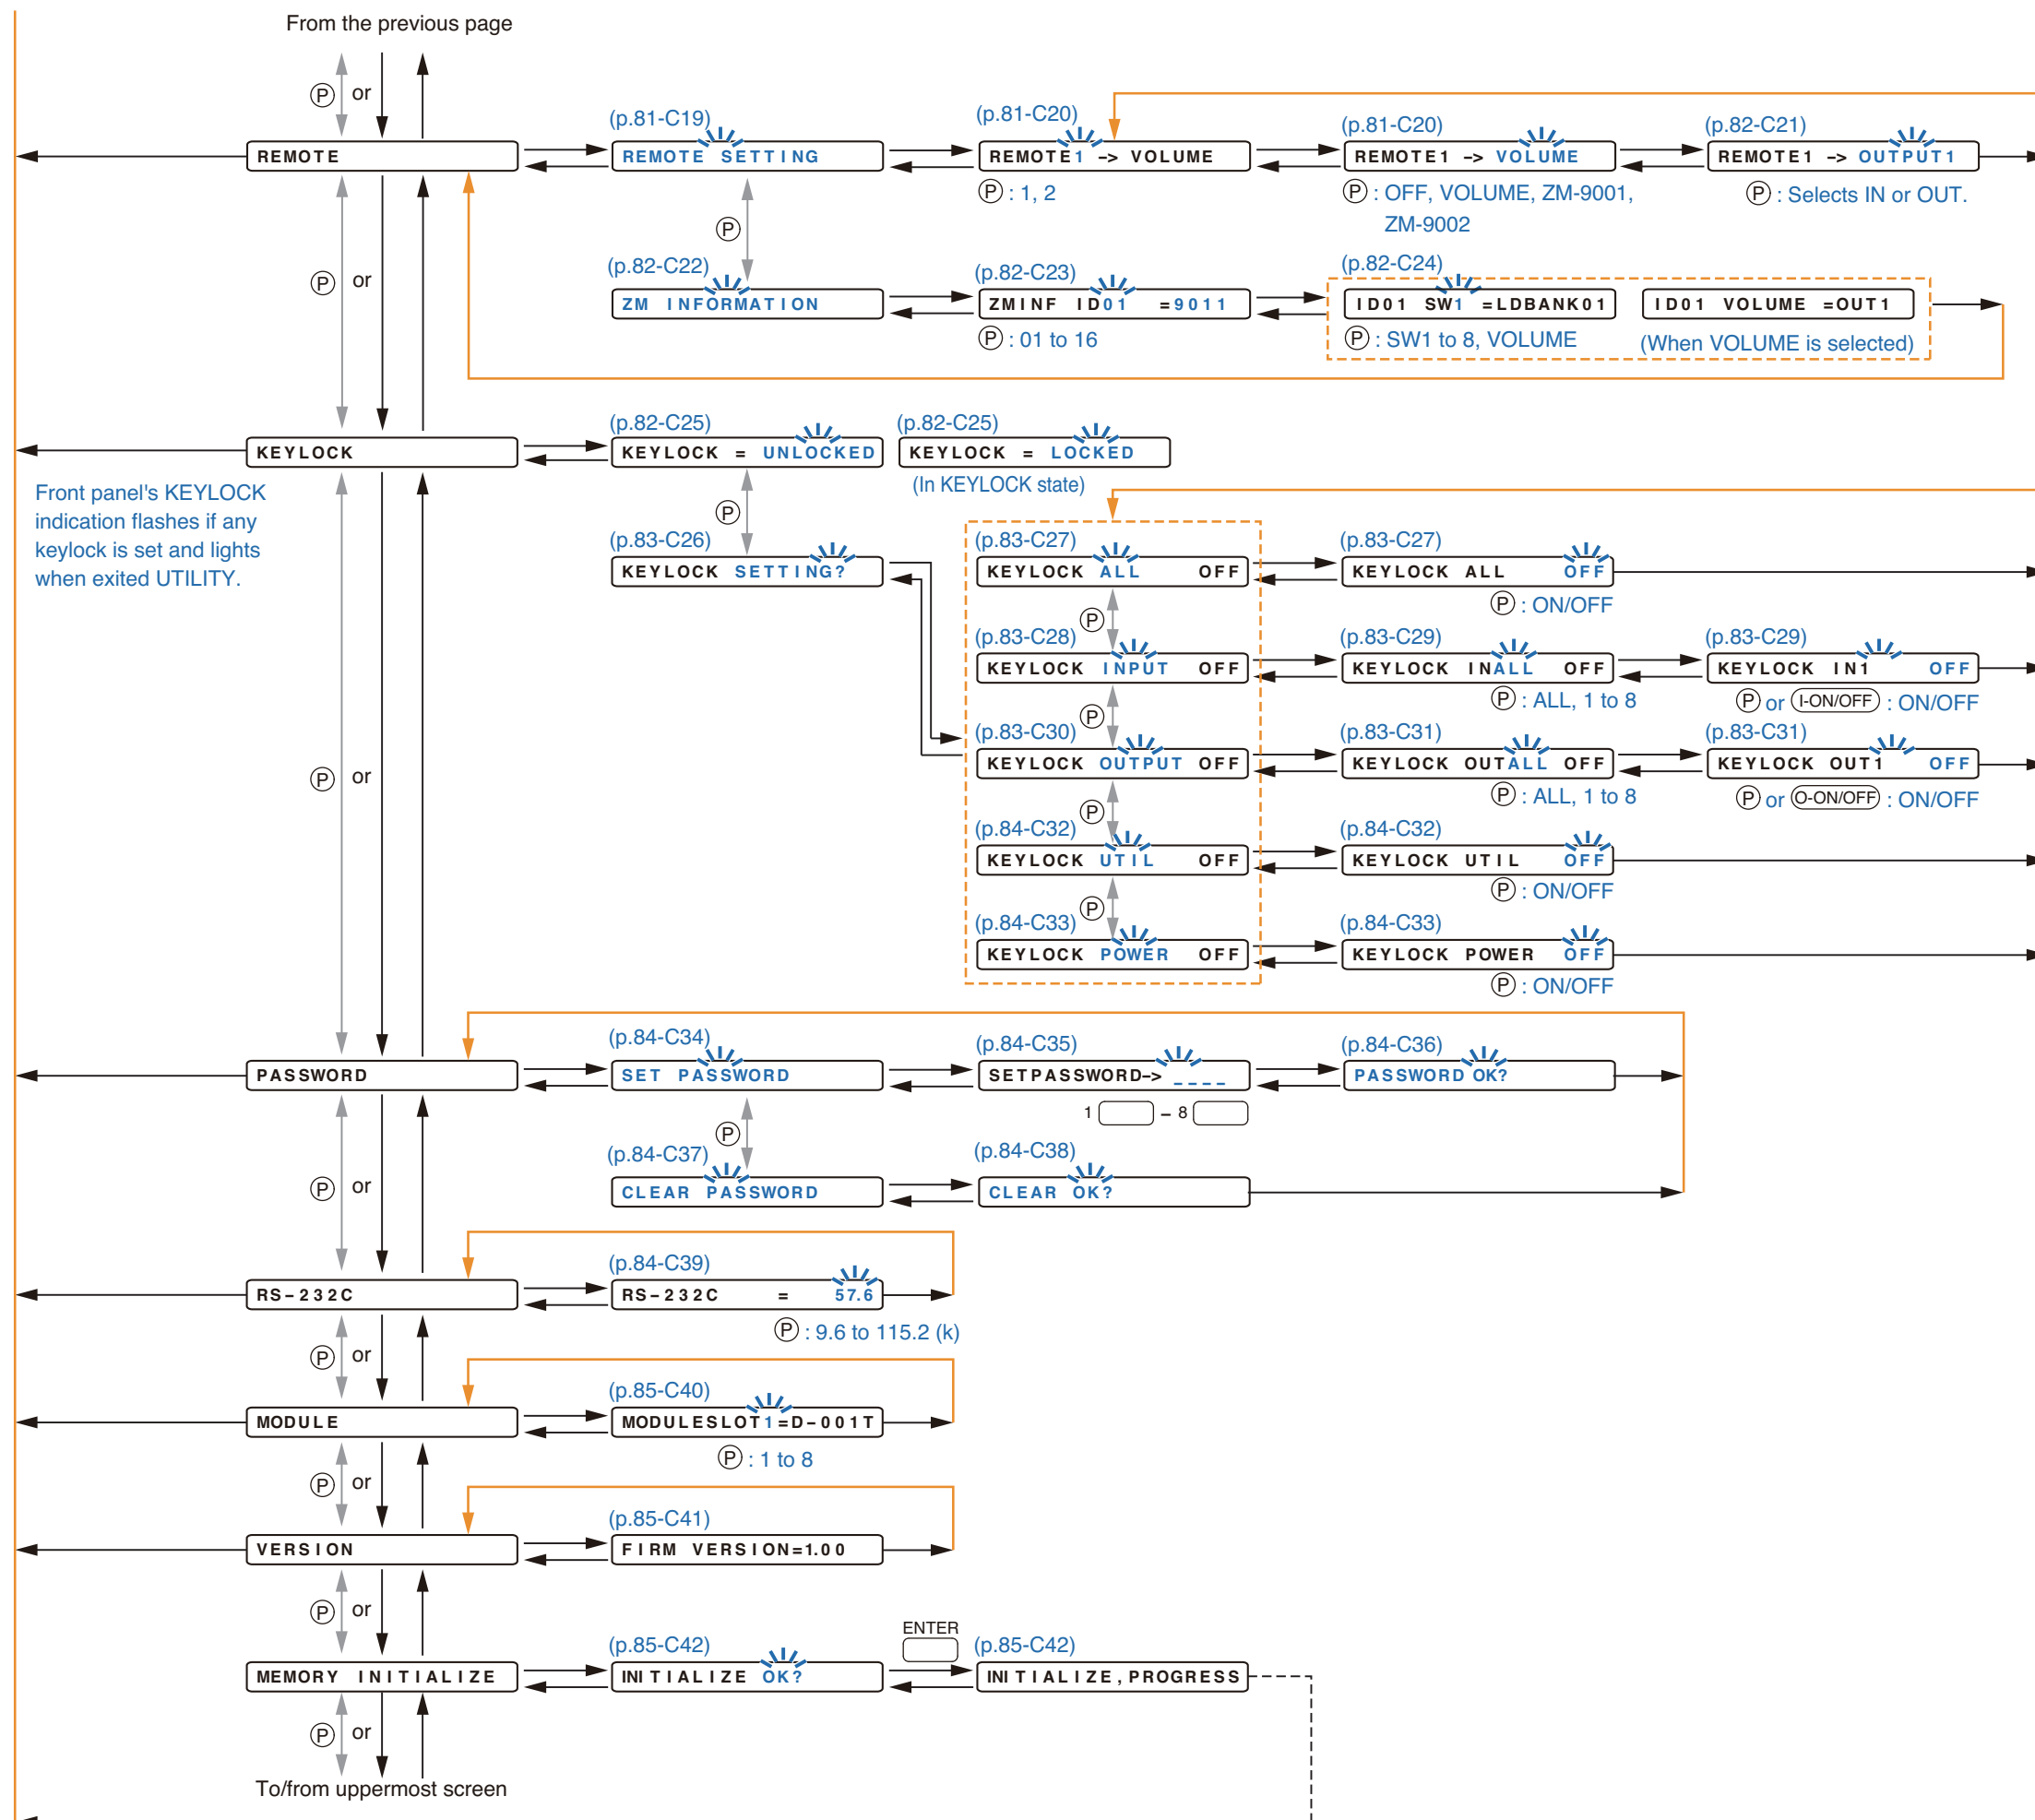 From the previous page
P or
(p.81-C19)
(p.81-C20)
(p.81-C20)
(p.82-C21)
REMOTE
REMOTE SETTING
REMOTE1 -> VOLUME
REMOTE1 -> VOLUME
REMOTE1 -> OUTPUT1
P : 1, 2
P : OFF, VOLUME, ZM-9001,
ZM-9002
P : Selects IN or OUT.
P
P or
(p.82-C22)
(p.82-C23)
(p.82-C24)
ZM INFORMATION
ZMINF ID01 =9011
ID01 SW1 =LDBANK01
ID01 VOLUME =OUT1
P : 01 to 16
P : SW1 to 8, VOLUME
(When VOLUME is selected)
(p.82-C25)
(p.82-C25)
KEYLOCK
KEYLOCK = UNLOCKED
KEYLOCK = LOCKED
(In KEYLOCK state)
Front panel's KEYLOCK
indication flashes if any
keylock is set and lights
when exited UTILITY.
P
(p.83-C26)
(p.83-C27)
(p.83-C27)
KEYLOCK SETTING?
KEYLOCK ALL OFF
KEYLOCK ALL OFF
P : ON/OFF
P
(p.83-C28)
(p.83-C29)
(p.83-C29)
KEYLOCK INPUT OFF
KEYLOCK INALL OFF
KEYLOCK IN1 OFF
P : ALL, 1 to 8
P or I-ON/OFF : ON/OFF
P
(p.83-C30)
(p.83-C31)
(p.83-C31)
KEYLOCK OUTPUT OFF
KEYLOCK OUTALL OFF
KEYLOCK OUT1 OFF
P or
P : ALL, 1 to 8
P or O-ON/OFF : ON/OFF
P
(p.84-C32)
(p.84-C32)
KEYLOCK UTIL OFF
KEYLOCK UTIL OFF
P : ON/OFF
P
(p.84-C33)
(p.84-C33)
KEYLOCK POWER OFF
KEYLOCK POWER OFF
P : ON/OFF
(p.84-C34)
(p.84-C35)
(p.84-C36)
PASSWORD
SET PASSWORD
SETPASSWORD-> _ _ _ _
PASSWORD OK?
1 – 8
P
(p.84-C37)
(p.84-C38)
P or
CLEAR PASSWORD
CLEAR OK?
(p.84-C39)
RS-232C
RS-232C = 57.6
P : 9.6 to 115.2 (k)
P or
(p.85-C40)
MODULE
MODULESLOT1=D-001T
P : 1 to 8
P or
(p.85-C41)
VERSION
FIRM VERSION=1.00
P or
ENTER
(p.85-C42)
(p.85-C42)
MEMORY INITIALIZE
INITIALIZE OK?
INITIALIZE, PROGRESS
P or
To/from uppermost screen